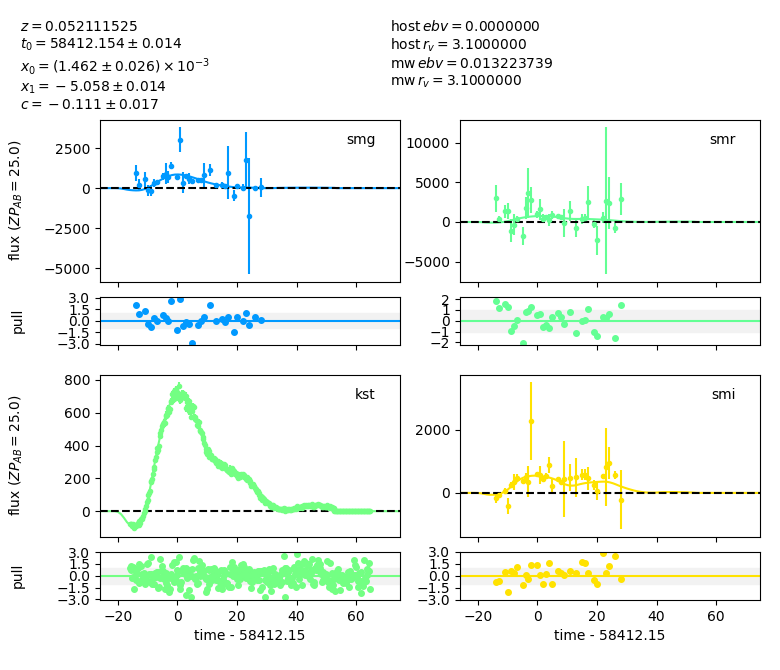 z = 0.052111525
t₀ = 58412.154 ± 0.014
x₀ = (1.462 ± 0.026) × 10⁻³
x₁ = −5.058 ± 0.014
c = −0.111 ± 0.017
host ebv = 0.0000000
host r_v = 3.1000000
mw ebv = 0.013223739
mw r_v = 3.1000000
smg
2500
0
−2500
−5000
flux (ZP_AB = 25.0)
smr
10000
5000
0
−5000
3.0
1.5
0.0
−1.5
−3.0
pull
2
1
0
−1
−2
kst
800
600
400
200
0
flux (ZP_AB = 25.0)
smi
2000
0
3.0
1.5
0.0
−1.5
−3.0
pull
3.0
1.5
0.0
−1.5
−3.0
−20 0 20 40 60
time - 58412.15
−20 0 20 40 60
time - 58412.15